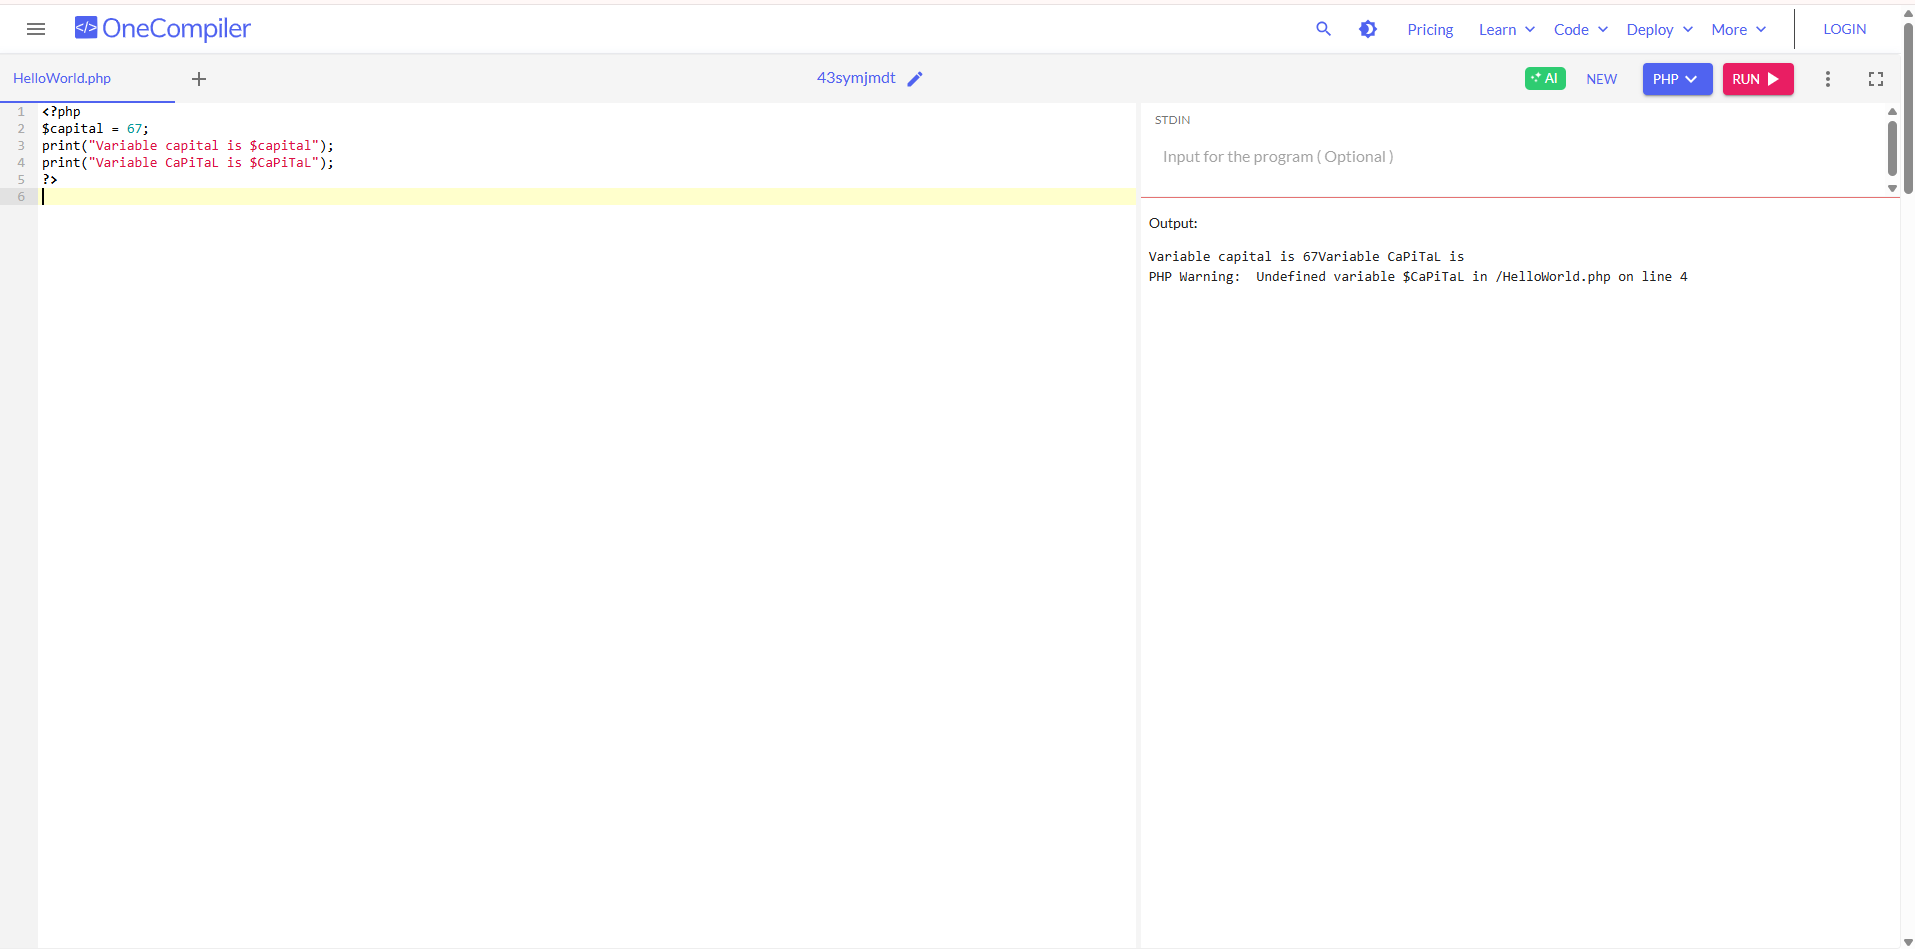 </> OneCompiler
Pricing Learn Code Deploy More LOGIN
HelloWorld.php +
43symjmdt
AI NEW PHP RUN
1 <?php
2 $capital = 67;
3 print("Variable capital is $capital");
4 print("Variable CaPiTaL is $CaPiTaL");
5 ?>
6
STDIN
Input for the program ( Optional )
Output:
Variable capital is 67Variable CaPiTaL is
PHP Warning:  Undefined variable $CaPiTaL in /HelloWorld.php on line 4